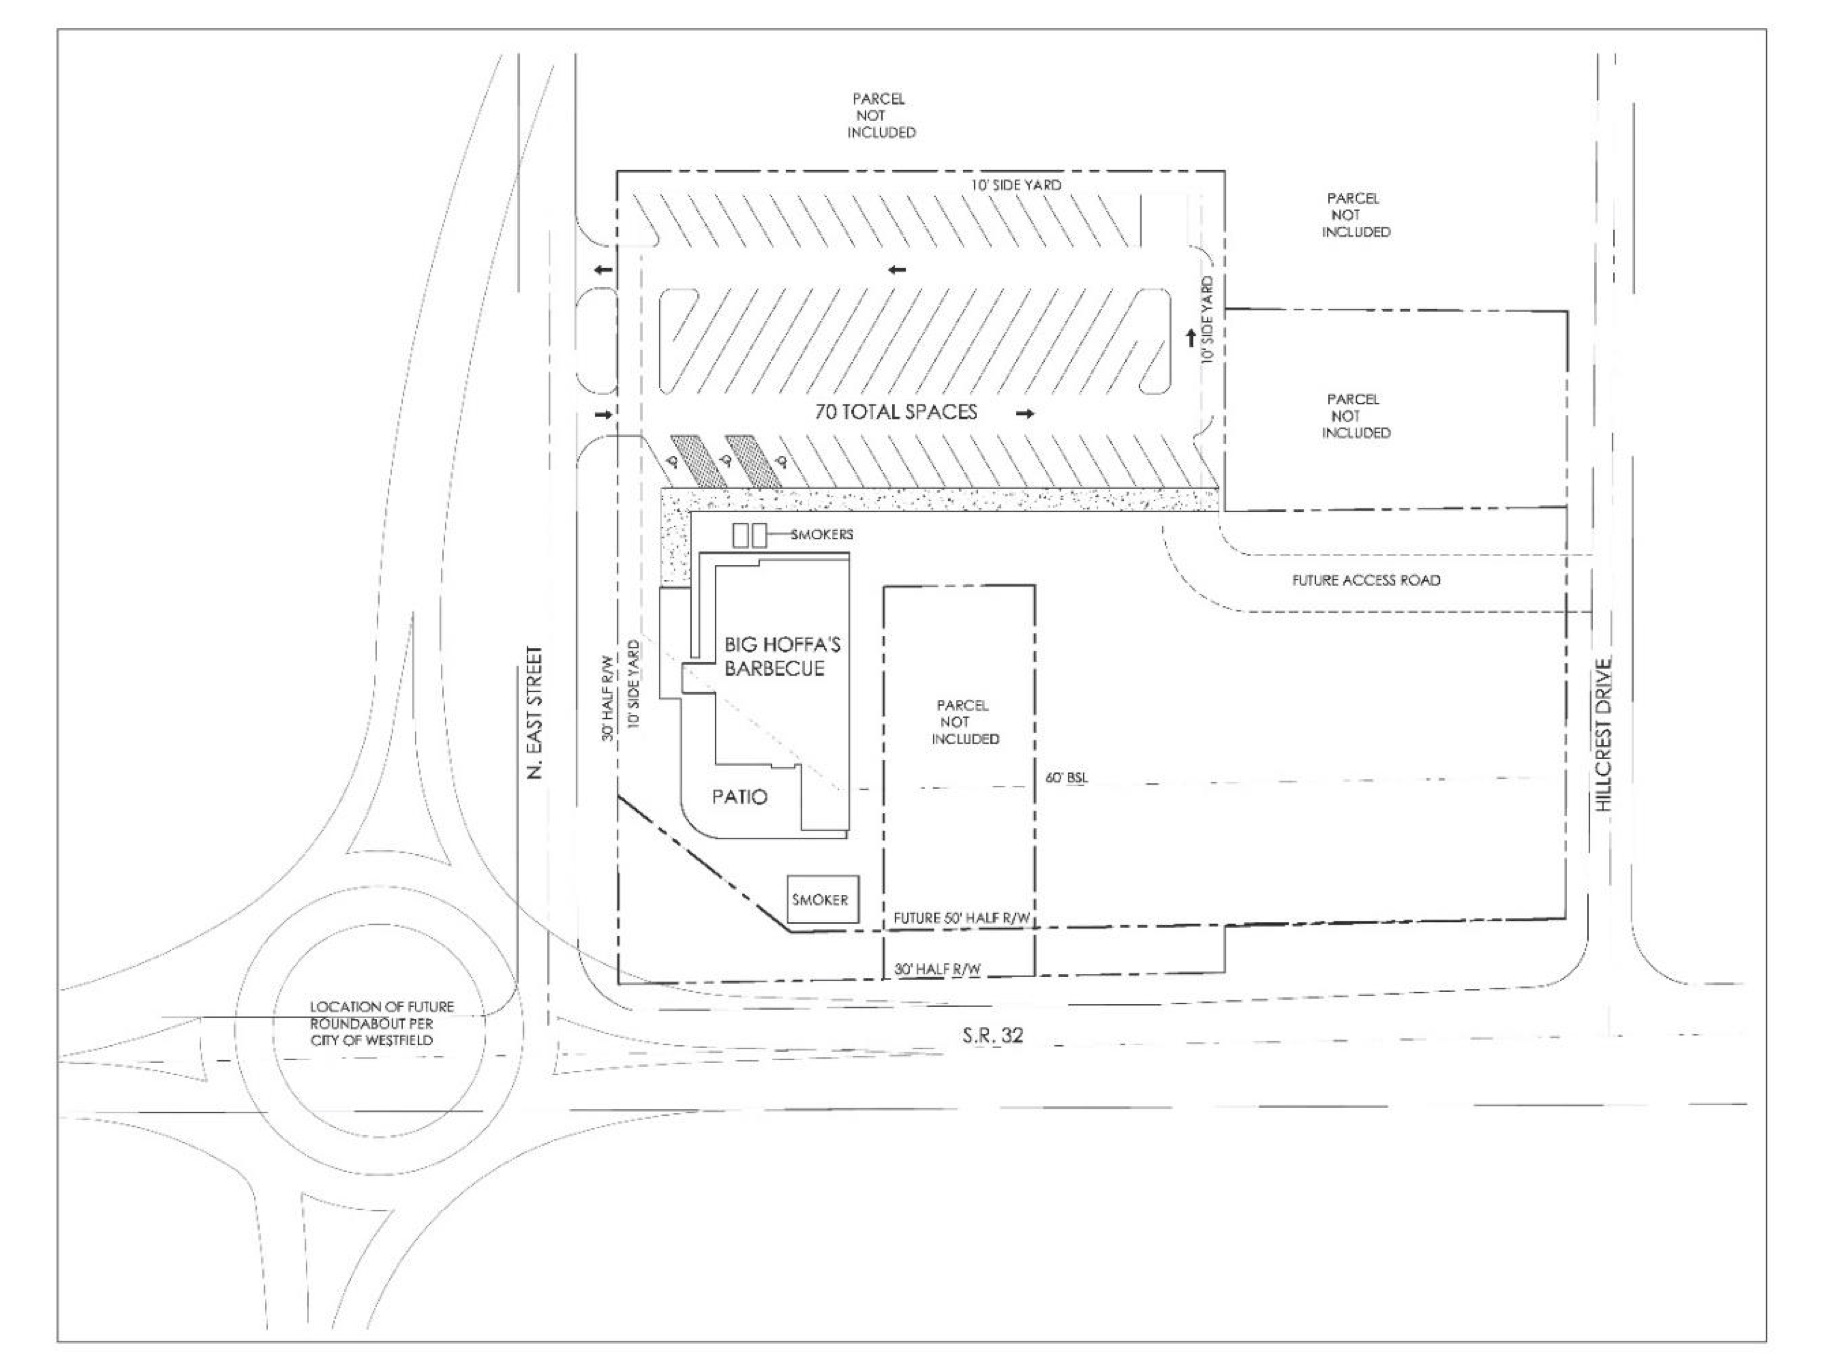 PARCEL
NOT
INCLUDED
10' SIDE YARD
PARCEL
NOT
INCLUDED
10' SIDE YARD
PARCEL
NOT
INCLUDED
70 TOTAL SPACES
SMOKERS
FUTURE ACCESS ROAD
BIG HOFFA'S
BARBECUE
N. EAST STREET
30' HALF R/W
10' SIDE YARD
PARCEL
NOT
INCLUDED
HILLCREST DRIVE
60' BSL
PATIO
SMOKER
FUTURE 50' HALF R/W
30' HALF R/W
LOCATION OF FUTURE
ROUNDABOUT PER
CITY OF WESTFIELD
S.R. 32